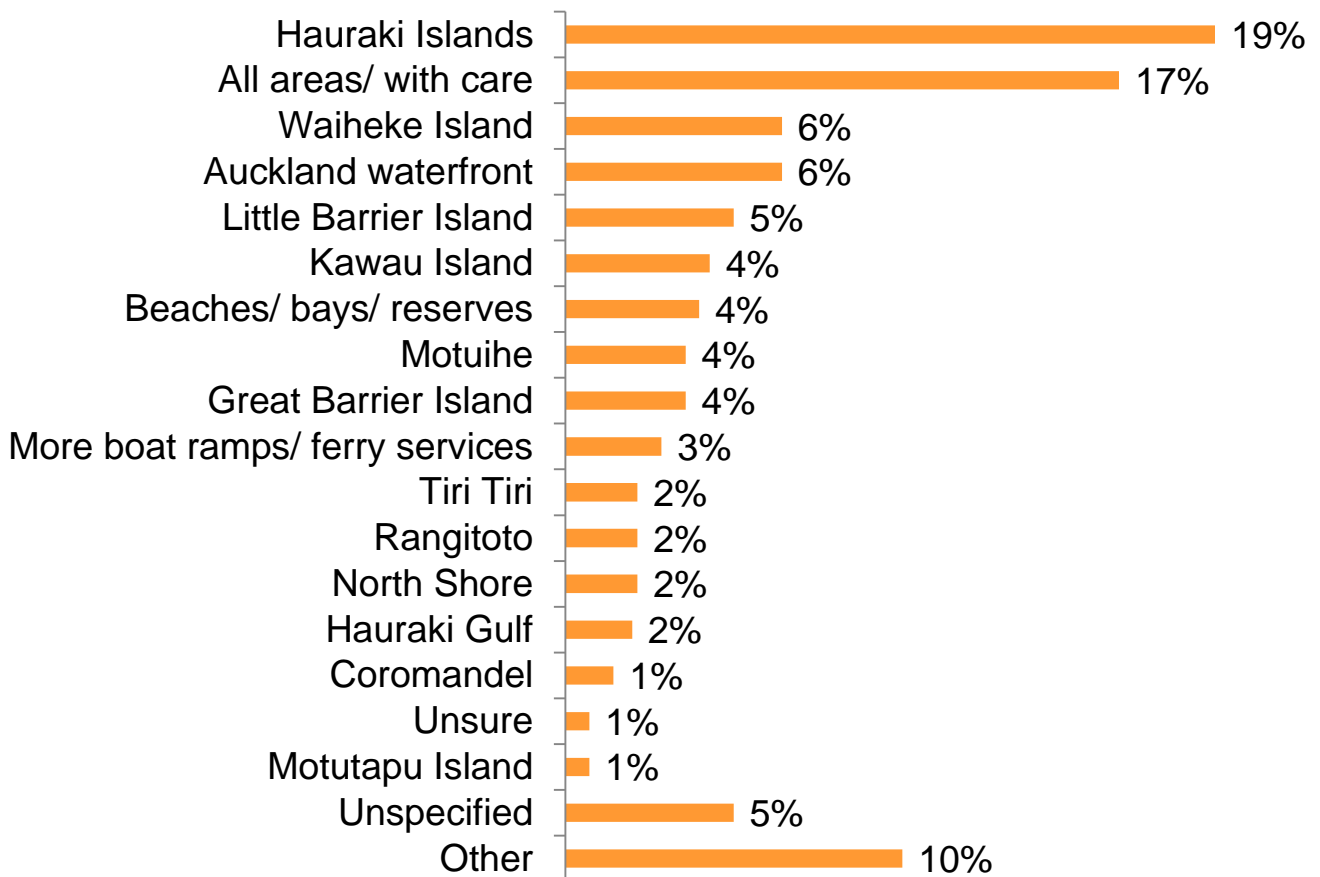 Hauraki Islands 19%
All areas/ with care 17%
Waiheke Island 6%
Auckland waterfront 6%
Little Barrier Island 5%
Kawau Island 4%
Beaches/ bays/ reserves 4%
Motuihe 4%
Great Barrier Island 4%
More boat ramps/ ferry services 3%
Tiri Tiri 2%
Rangitoto 2%
North Shore 2%
Hauraki Gulf 2%
Coromandel 1%
Unsure 1%
Motutapu Island 1%
Unspecified 5%
Other 10%